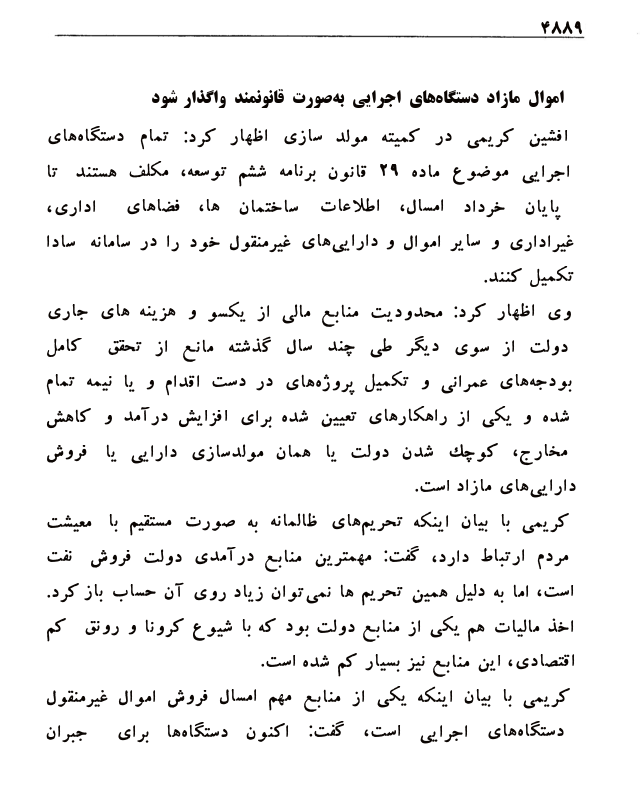 ۴۸۸۹
اموال مازاد دستگاه‌های اجرایی به‌صورت قانونمند واگذار شود
افشین کریمی در کمیته مولد سازی اظهار کرد: تمام دستگاه‌های
اجرایی موضوع ماده ۲۹ قانون برنامه ششم توسعه، مکلف هستند تا
پایان خرداد امسال، اطلاعات ساختمان ها، فضاهای اداری،
غیراداری و سایر اموال و دارایی‌های غیرمنقول خود را در سامانه سادا
تکمیل کنند.
وی اظهار کرد: محدودیت منابع مالی از یکسو و هزینه های جاری
دولت از سوی دیگر طی چند سال گذشته مانع از تحقق کامل
بودجه‌های عمرانی و تکمیل پروژه‌های در دست اقدام و یا نیمه تمام
شده و یکی از راهکارهای تعیین شده برای افزایش درآمد و کاهش
مخارج، کوچک شدن دولت یا همان مولدسازی دارایی یا فروش
دارایی‌های مازاد است.
کریمی با بیان اینکه تحریم‌های ظالمانه به صورت مستقیم با معیشت
مردم ارتباط دارد، گفت: مهمترین منابع درآمدی دولت فروش نفت
است، اما به دلیل همین تحریم ها نمی‌توان زیاد روی آن حساب باز کرد.
اخذ مالیات هم یکی از منابع دولت بود که با شیوع کرونا و رونق کم
اقتصادی، این منابع نیز بسیار کم شده است.
کریمی با بیان اینکه یکی از منابع مهم امسال فروش اموال غیرمنقول
دستگاه‌های اجرایی است، گفت: اکنون دستگاه‌ها برای جبران